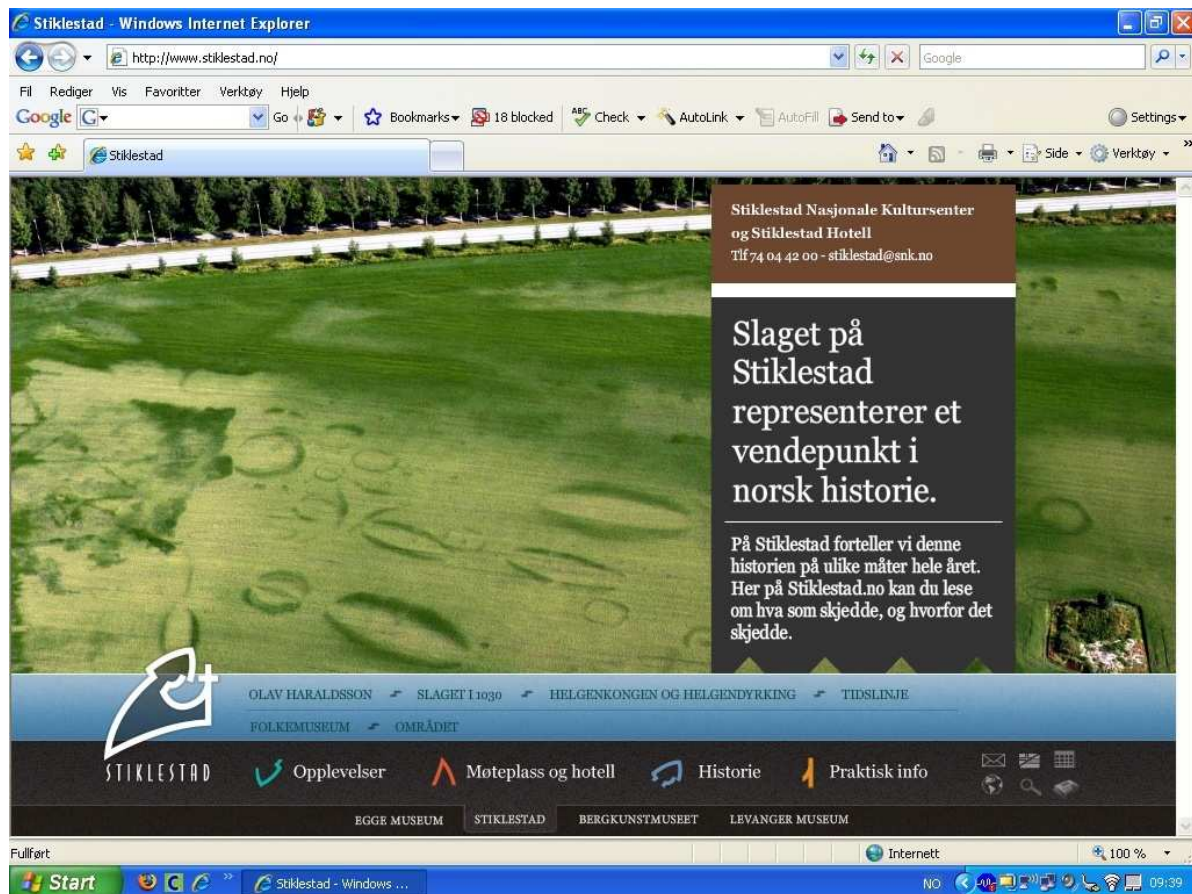 Stiklestad - Windows Internet Explorer
http://www.stiklestad.no/
Google
Fil Rediger Vis Favoritter Verktøy Hjelp
Google G Go Bookmarks 18 blocked ABC Check AutoLink AutoFill Send to Settings
Stiklestad Side Verktøy
Stiklestad Nasjonale Kultursenter
og Stiklestad Hotell
Tlf 74 04 42 00 - stiklestad@snk.no
Slaget på
Stiklestad
representerer et
vendepunkt i
norsk historie.
På Stiklestad forteller vi denne
historien på ulike måter hele året.
Her på Stiklestad.no kan du lese
om hva som skjedde, og hvorfor det
skjedde.
OLAV HARALDSSON SLAGET I 1030 HELGENKONGEN OG HELGENDYRKING TIDSLINJE
FOLKEMUSEUM OMRÅDET
STIKLESTAD Opplevelser Møteplass og hotell Historie Praktisk info
EGGE MUSEUM STIKLESTAD BERGKUNSTMUSEET LEVANGER MUSEUM
Fullført Internett 100 %
Start Stiklestad - Windows ... NO 09:39